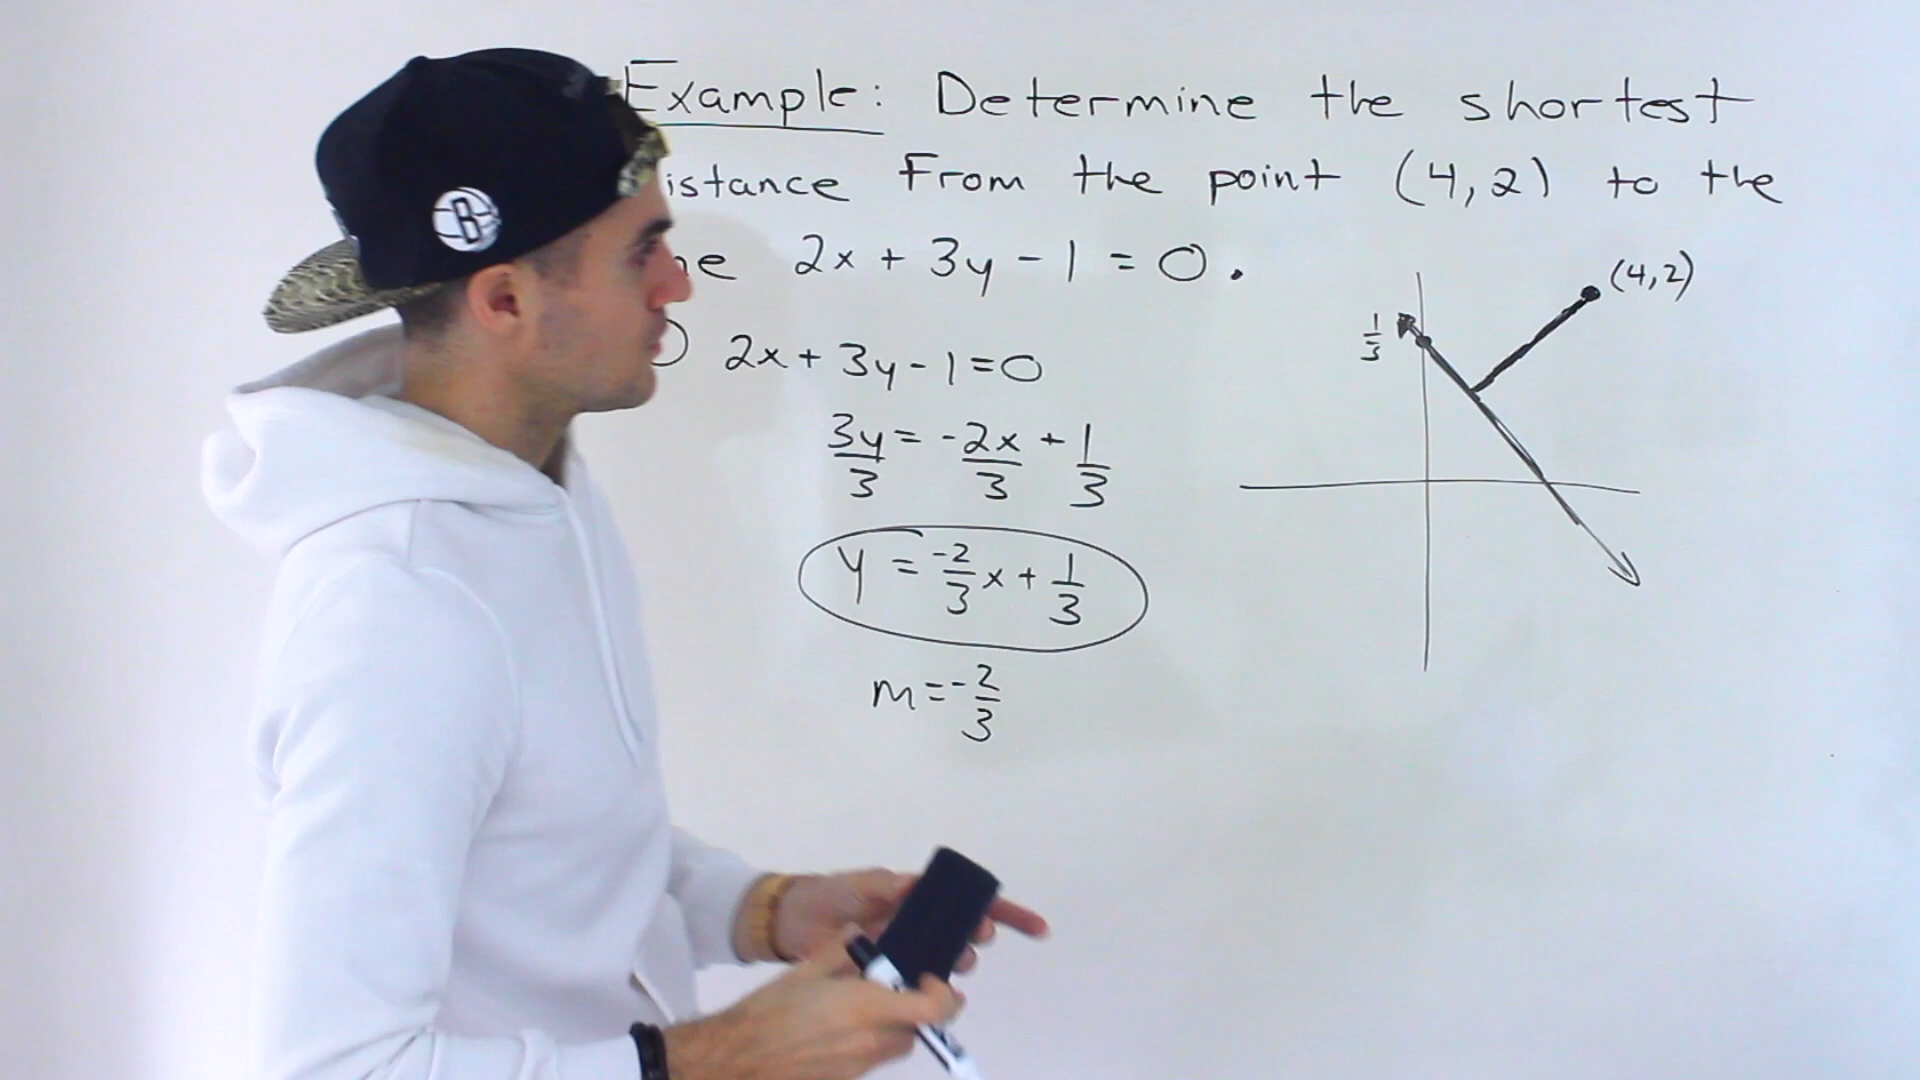 Example: Determine the shortest
istance From the point (4,2) to the
ne 2x + 3y - 1 = 0.
2x + 3y - 1 = 0
3y/3 = -2x/3 + 1/3
y = -2/3 x + 1/3
m = -2/3
(4,2)
1/3
B